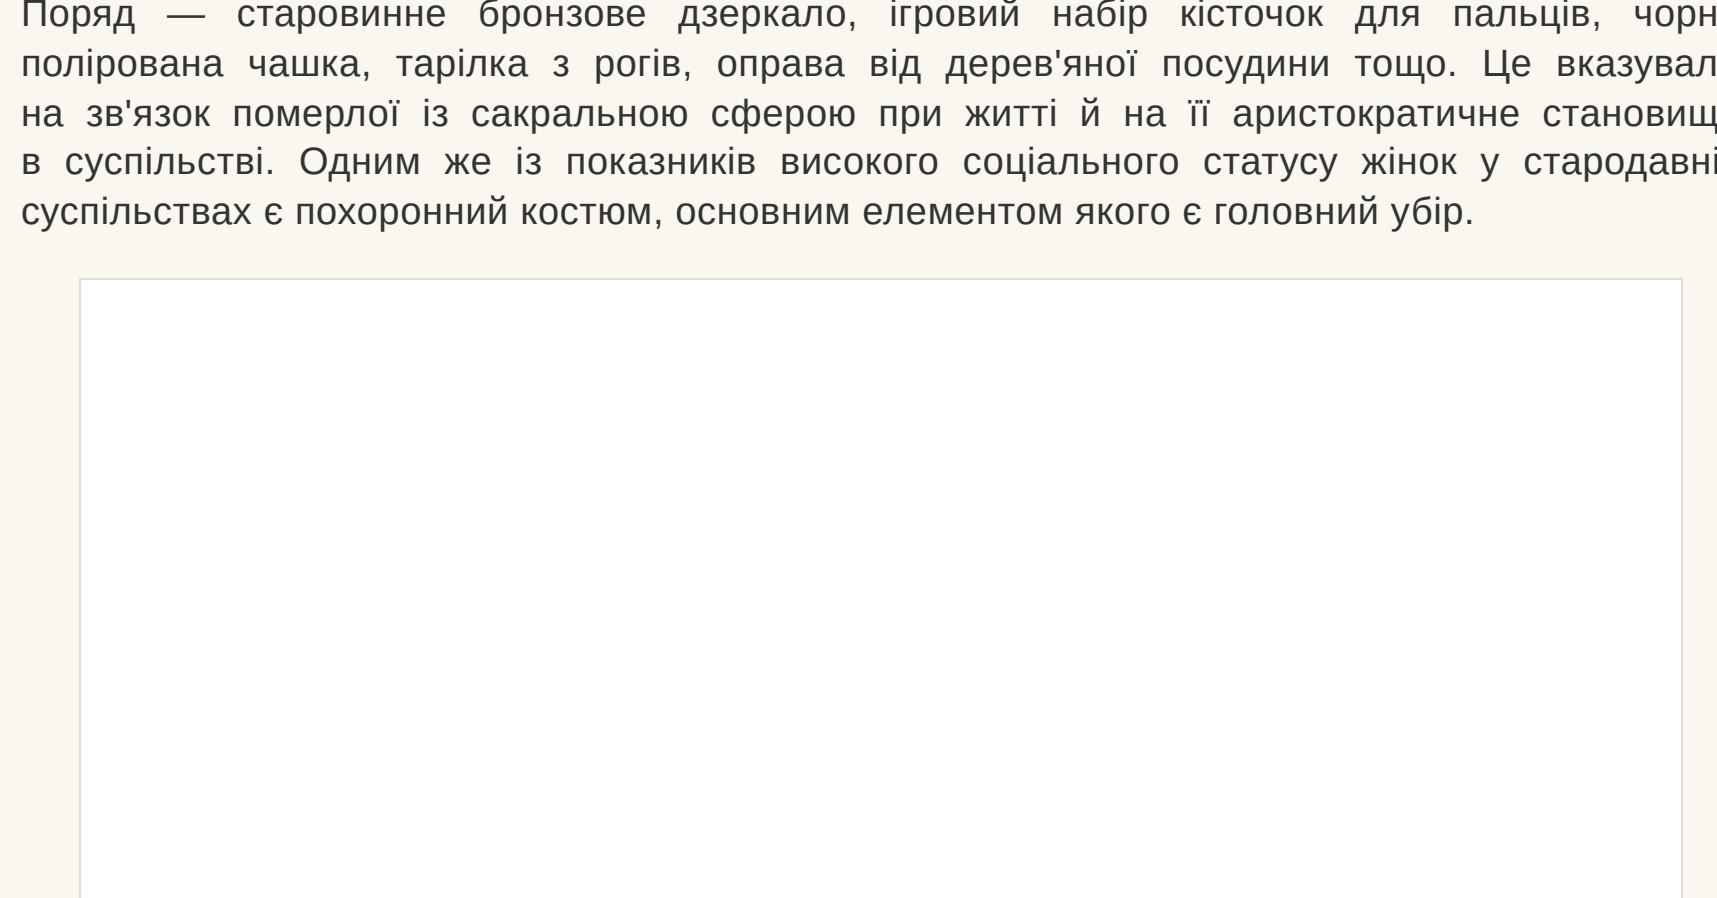 Поряд — старовинне бронзове дзеркало, ігровий набір кісточок для пальців, чорн
полірована чашка, тарілка з рогів, оправа від дерев'яної посудини тощо. Це вказувал
на зв'язок померлої із сакральною сферою при житті й на її аристократичне становищ
в суспільстві. Одним же із показників високого соціального статусу жінок у стародавні
суспільствах є похоронний костюм, основним елементом якого є головний убір.